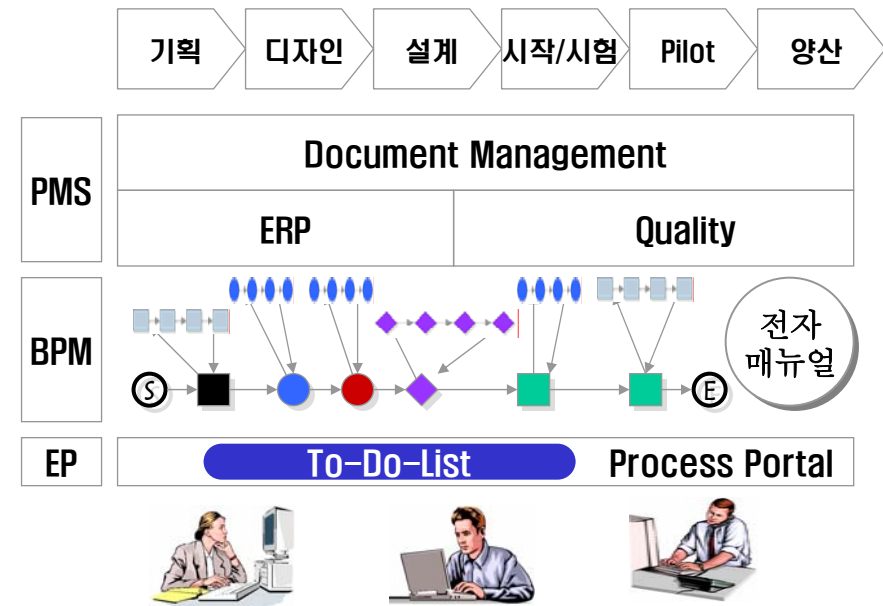 기획
디자인
설계
시작/시험
Pilot
양산
PMS
Document Management
ERP
Quality
BPM
S
E
전자
매뉴얼
EP
To-Do-List
Process Portal